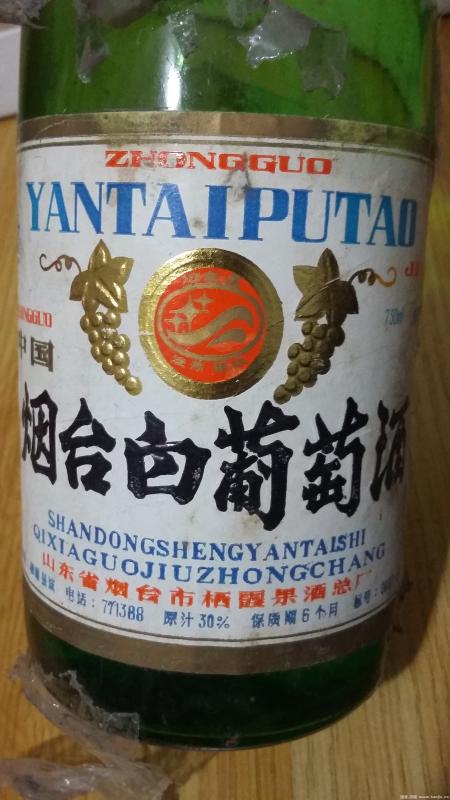 ZHONGGUO
YANTAIPUTAO
730ml
中国
烟台白葡萄酒
SHANDONGSHENGYANTAISHI
QIXIAGUOJIUZHONGCHANG
山东省烟台市栖霞果酒总厂
电话：771388 原汁30% 保质期6个月